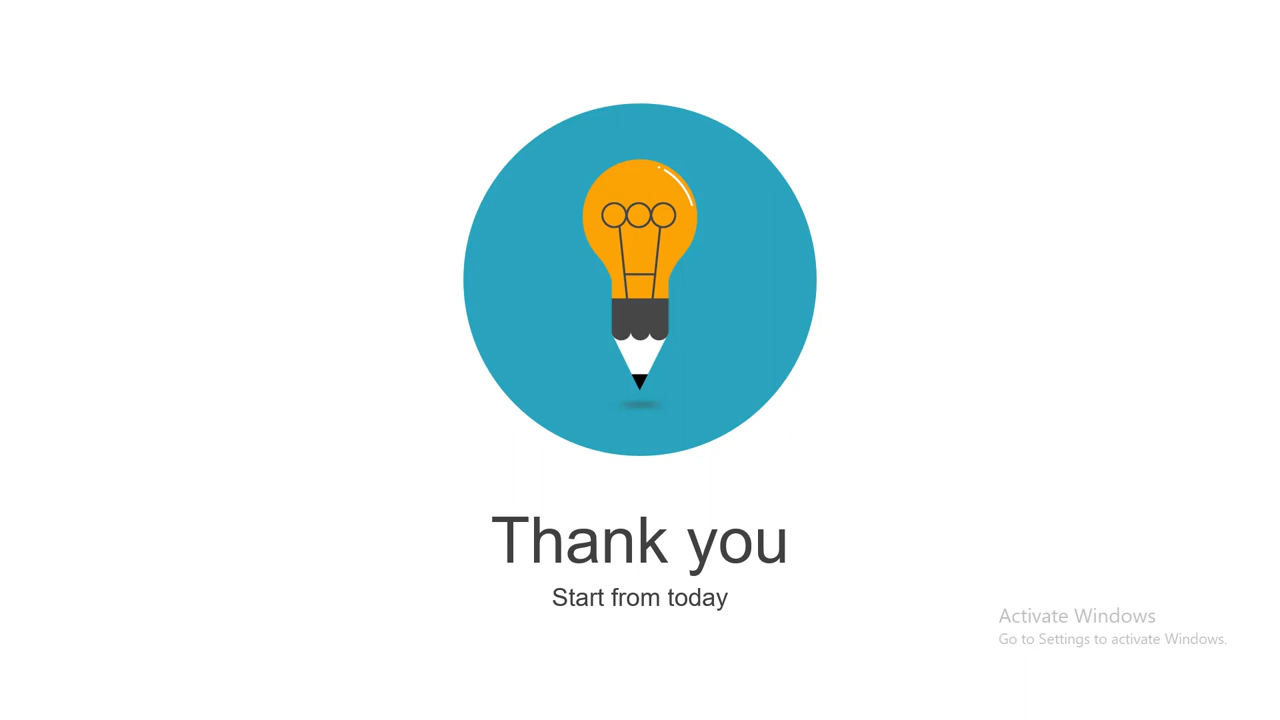 Thank you
Start from today
Activate Windows
Go to Settings to activate Windows.